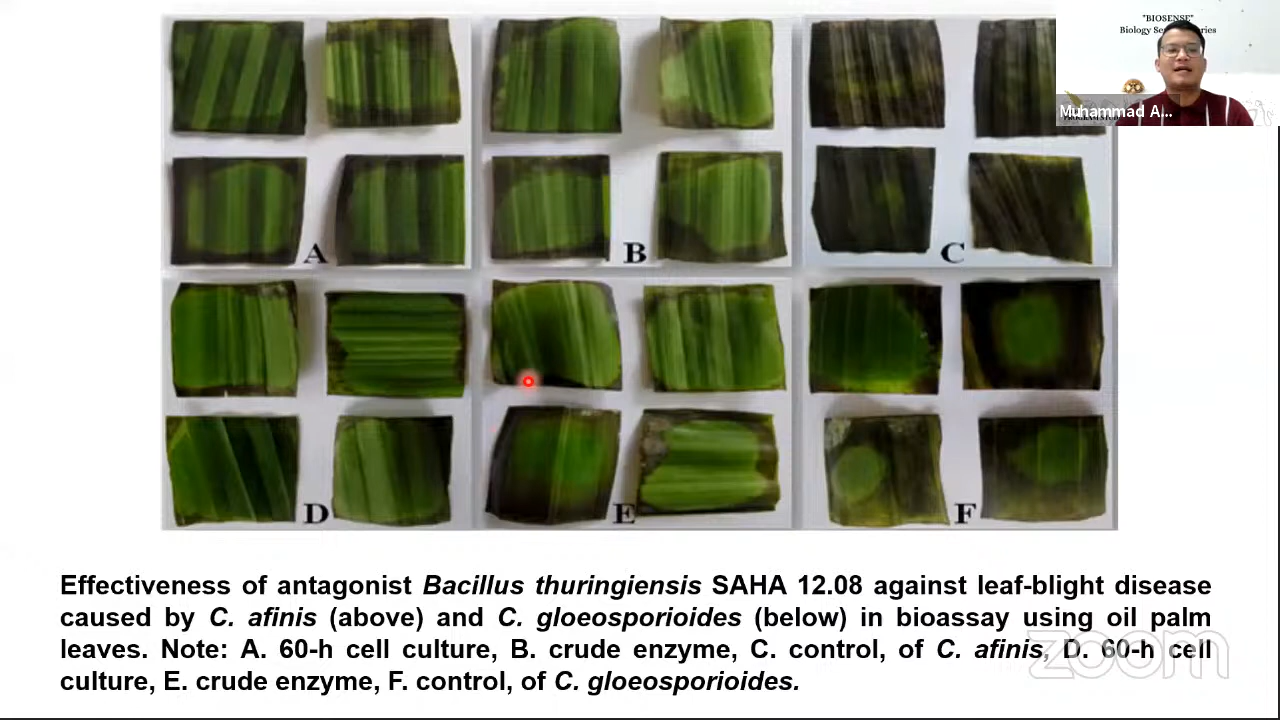 "BIOSENSE"
Muhammad A...
A
B
C
D
E
F
Effectiveness of antagonist Bacillus thuringiensis SAHA 12.08 against leaf-blight disease
caused by C. afinis (above) and C. gloeosporioides (below) in bioassay using oil palm
leaves. Note: A. 60-h cell culture, B. crude enzyme, C. control, of C. afinis, D. 60-h cell
culture, E. crude enzyme, F. control, of C. gloeosporioides.
zoom